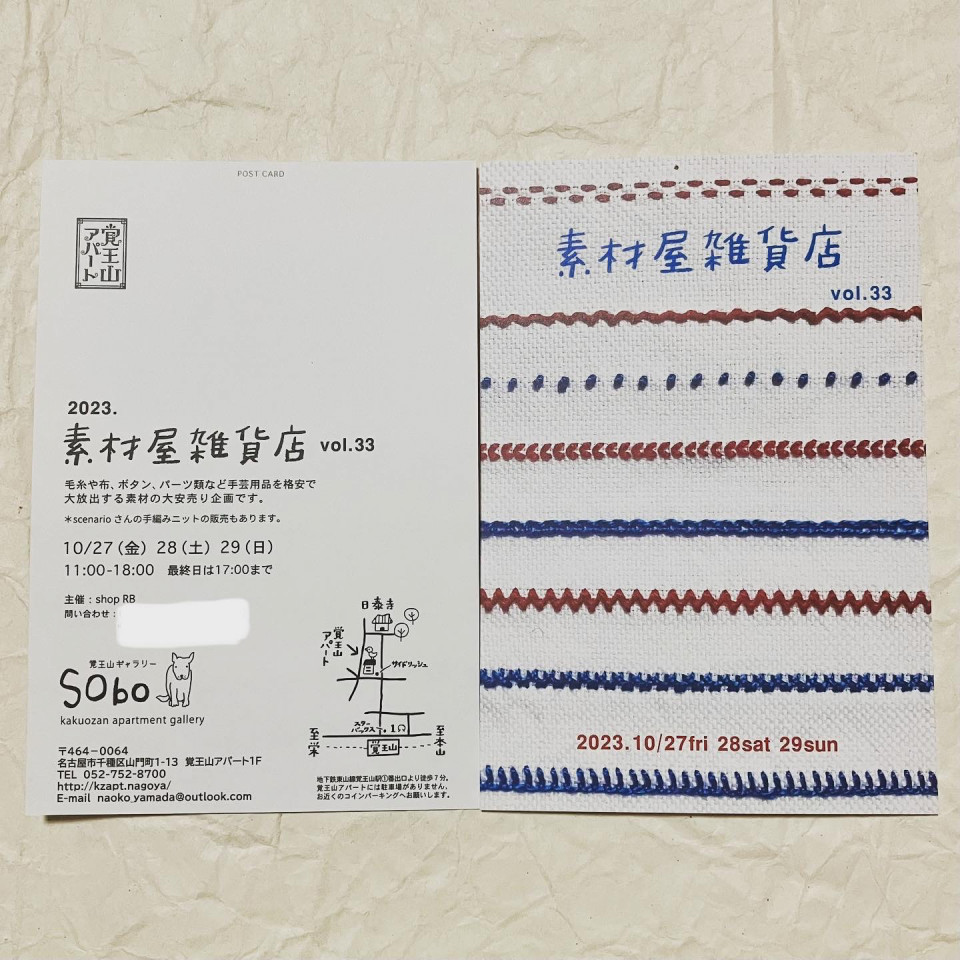 POST CARD
覚王山
アパート
2023.
素材屋雑貨店 vol.33
毛糸や布、ボタン、パーツ類など手芸用品を格安で
大放出する素材の大安売り企画です。
*scenario さんの手編みニットの販売もあります。
10/27(金) 28(土) 29(日)
11:00-18:00 最終日は17:00まで
主催：shop RB
問い合わせ：
覚王山ギャラリー
SObo
kakuozan apartment gallery
〒464-0064
名古屋市千種区山門町1-13 覚王山アパート1F
TEL 052-752-8700
http://kzapt.nagoya/
E-mail naoko_yamada@outlook.com
日泰寺
覚王山
アパート
サイドリッシュ
スター
バックス
1
至栄
覚王山
至本山
地下鉄東山線覚王山駅①番出口より徒歩7分。
覚王山アパートには駐車場がありません。
お近くのコインパーキングへお願いします。
素材屋雑貨店
vol.33
2023.10/27fri 28sat 29sun